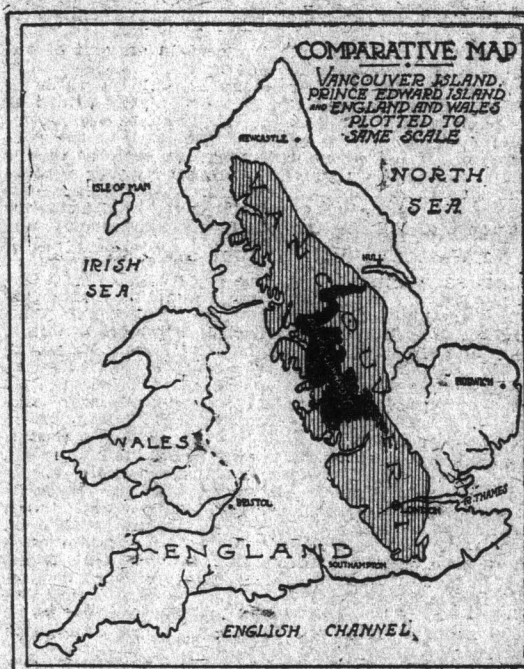 COMPARATIVE MAP
VANCOUVER ISLAND,
PRINCE EDWARD ISLAND
AND ENGLAND AND WALES
PLOTTED TO
SAME SCALE
NEWCASTLE
NORTH
SEA
ISLE OF MAN
IRISH
SEA
HULL
WALES
BRISTOL
R. THAMES
LONDON
ENGLAND
SOUTHAMPTON
ENGLISH CHANNEL